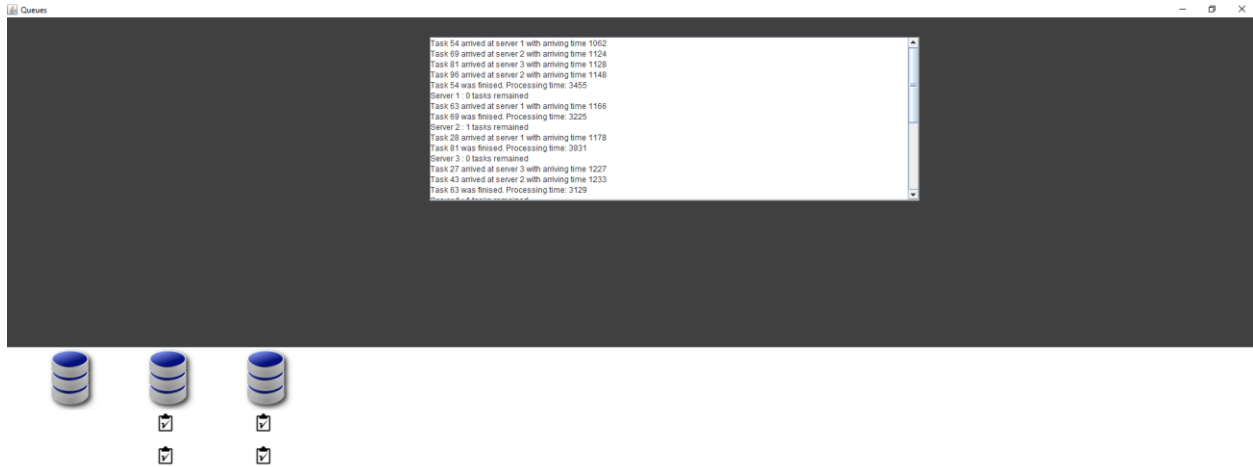 Queues
Task 54 arrived at server 1 with arriving time 1062
Task 69 arrived at server 2 with arriving time 1124
Task 81 arrived at server 3 with arriving time 1128
Task 96 arrived at server 2 with arriving time 1148
Task 54 was finised. Processing time: 3455
Server 1 : 0 tasks remained
Task 63 arrived at server 1 with arriving time 1166
Task 69 was finised. Processing time: 3225
Server 2 : 1 tasks remained
Task 28 arrived at server 1 with arriving time 1178
Task 81 was finised. Processing time: 3931
Server 3 : 0 tasks remained
Task 27 arrived at server 3 with arriving time 1227
Task 43 arrived at server 2 with arriving time 1233
Task 63 was finised. Processing time: 3129